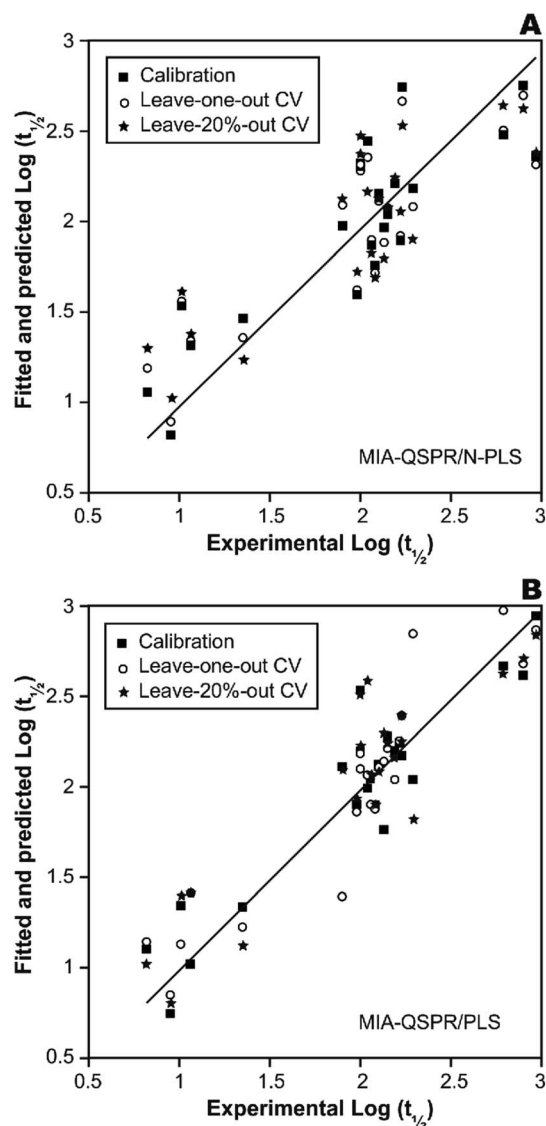 A
3
Calibration
Leave-one-out CV
Leave-20%-out CV
2.5
2
1.5
1
0.5
Fitted and predicted Log (t½)
MIA-QSPR/N-PLS
0.5 1 1.5 2 2.5 3
Experimental Log (t½)
B
3
Calibration
Leave-one-out CV
Leave-20%-out CV
2.5
2
1.5
1
0.5
Fitted and predicted Log (t½)
MIA-QSPR/PLS
0.5 1 1.5 2 2.5 3
Experimental Log (t½)